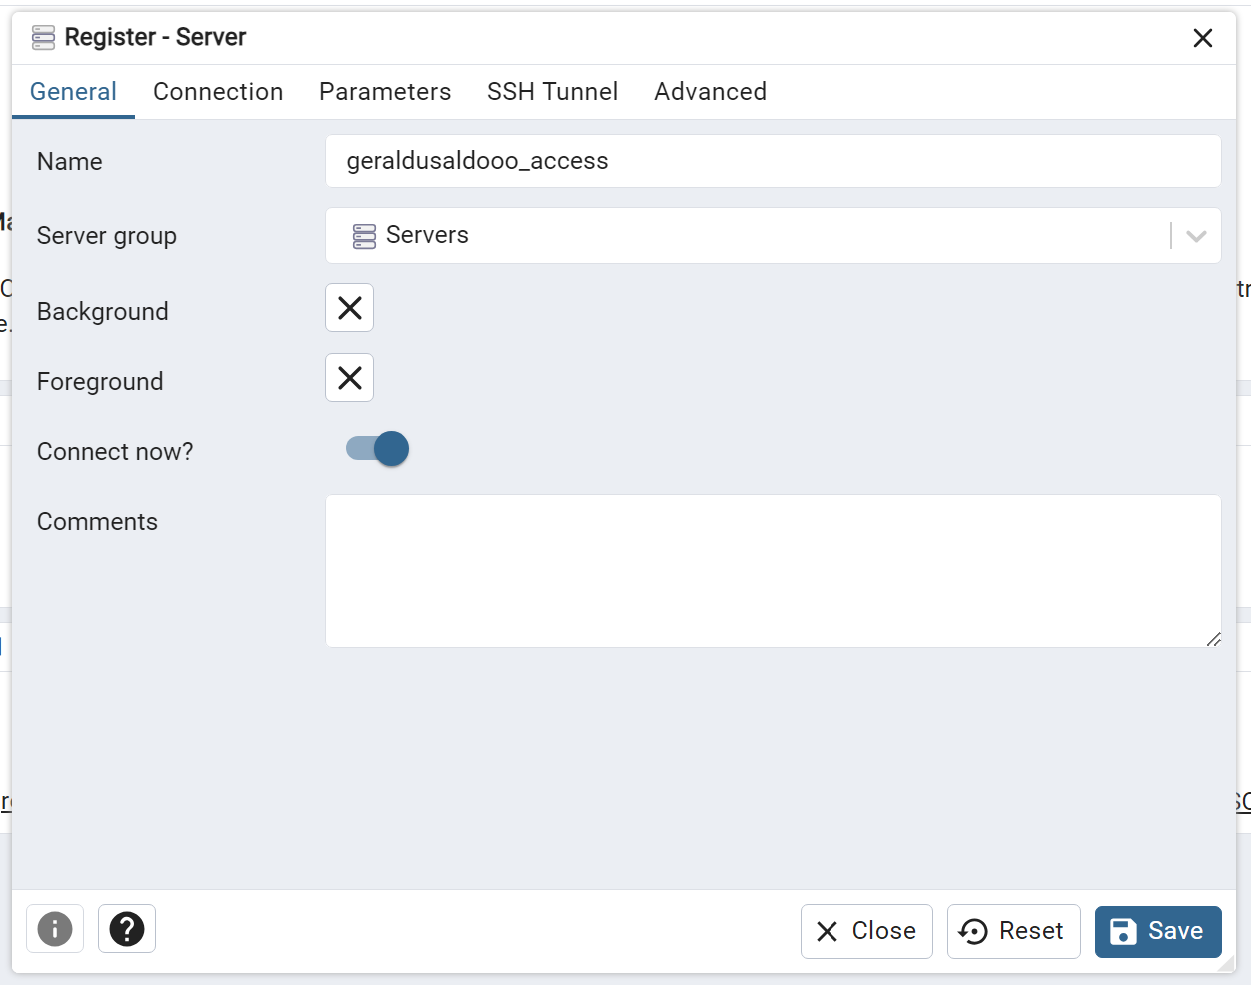 Register - Server
General Connection Parameters SSH Tunnel Advanced
Name geraldusaldooo_access
Server group Servers
Background
Foreground
Connect now?
Comments
Close Reset Save